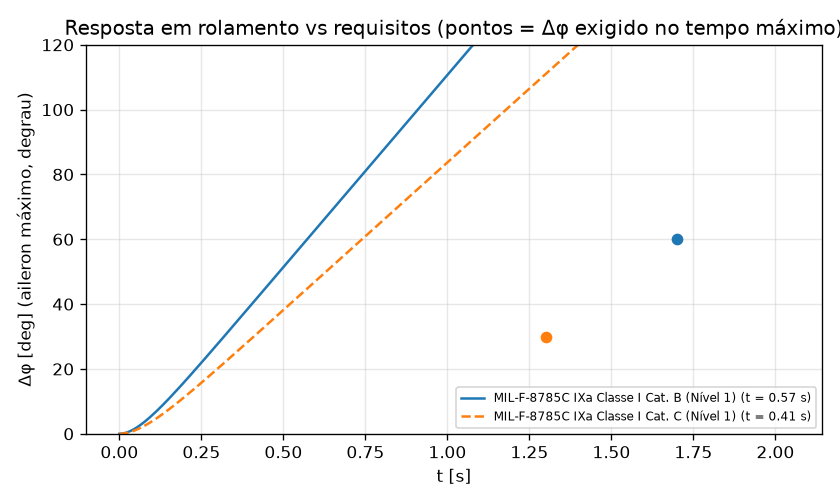 Resposta em rolamento vs requisitos (pontos = Δφ exigido no tempo máximo)
Δφ [deg] (aileron máximo, degrau)
120
100
80
60
40
20
0
MIL-F-8785C IXa Classe I Cat. B (Nível 1) (t = 0.57 s)
MIL-F-8785C IXa Classe I Cat. C (Nível 1) (t = 0.41 s)
0.00 0.25 0.50 0.75 1.00 1.25 1.50 1.75 2.00
t [s]